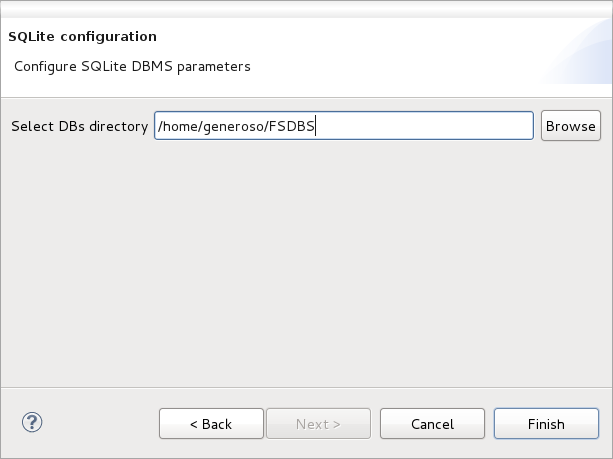 SQLite configuration
Configure SQLite DBMS parameters
Select DBs directory /home/generoso/FSDBS Browse
? < Back Next > Cancel Finish